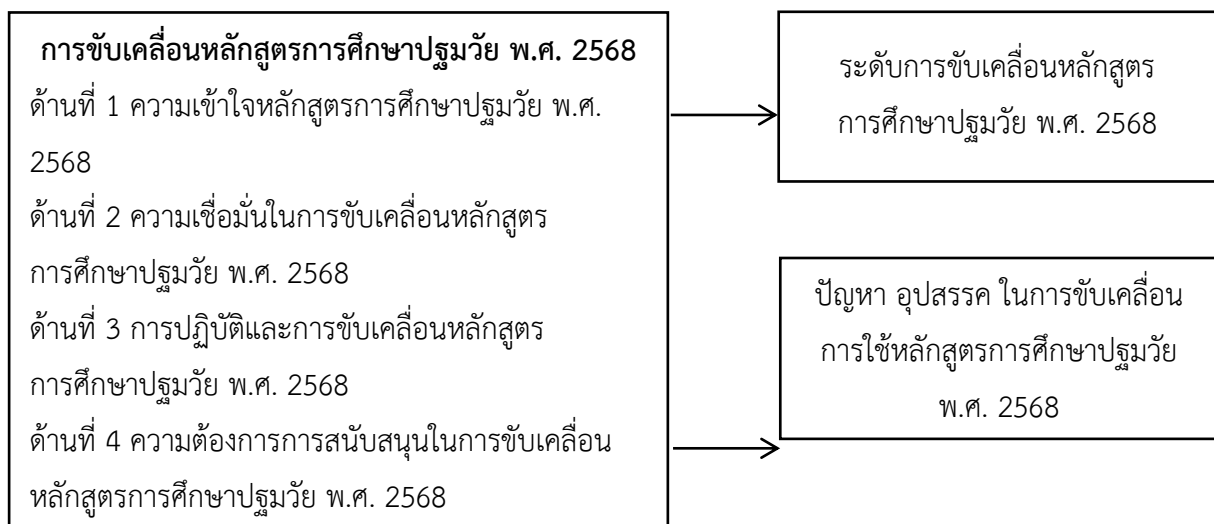 การขับเคลื่อนหลักสูตรการศึกษาปฐมวัย พ.ศ. 2568
ด้านที่ 1 ความเข้าใจหลักสูตรการศึกษาปฐมวัย พ.ศ.
2568
ด้านที่ 2 ความเชื่อมั่นในการขับเคลื่อนหลักสูตร
การศึกษาปฐมวัย พ.ศ. 2568
ด้านที่ 3 การปฏิบัติและการขับเคลื่อนหลักสูตร
การศึกษาปฐมวัย พ.ศ. 2568
ด้านที่ 4 ความต้องการการสนับสนุนในการขับเคลื่อน
หลักสูตรการศึกษาปฐมวัย พ.ศ. 2568
ระดับการขับเคลื่อนหลักสูตร
การศึกษาปฐมวัย พ.ศ. 2568
ปัญหา อุปสรรค ในการขับเคลื่อน
การใช้หลักสูตรการศึกษาปฐมวัย
พ.ศ. 2568